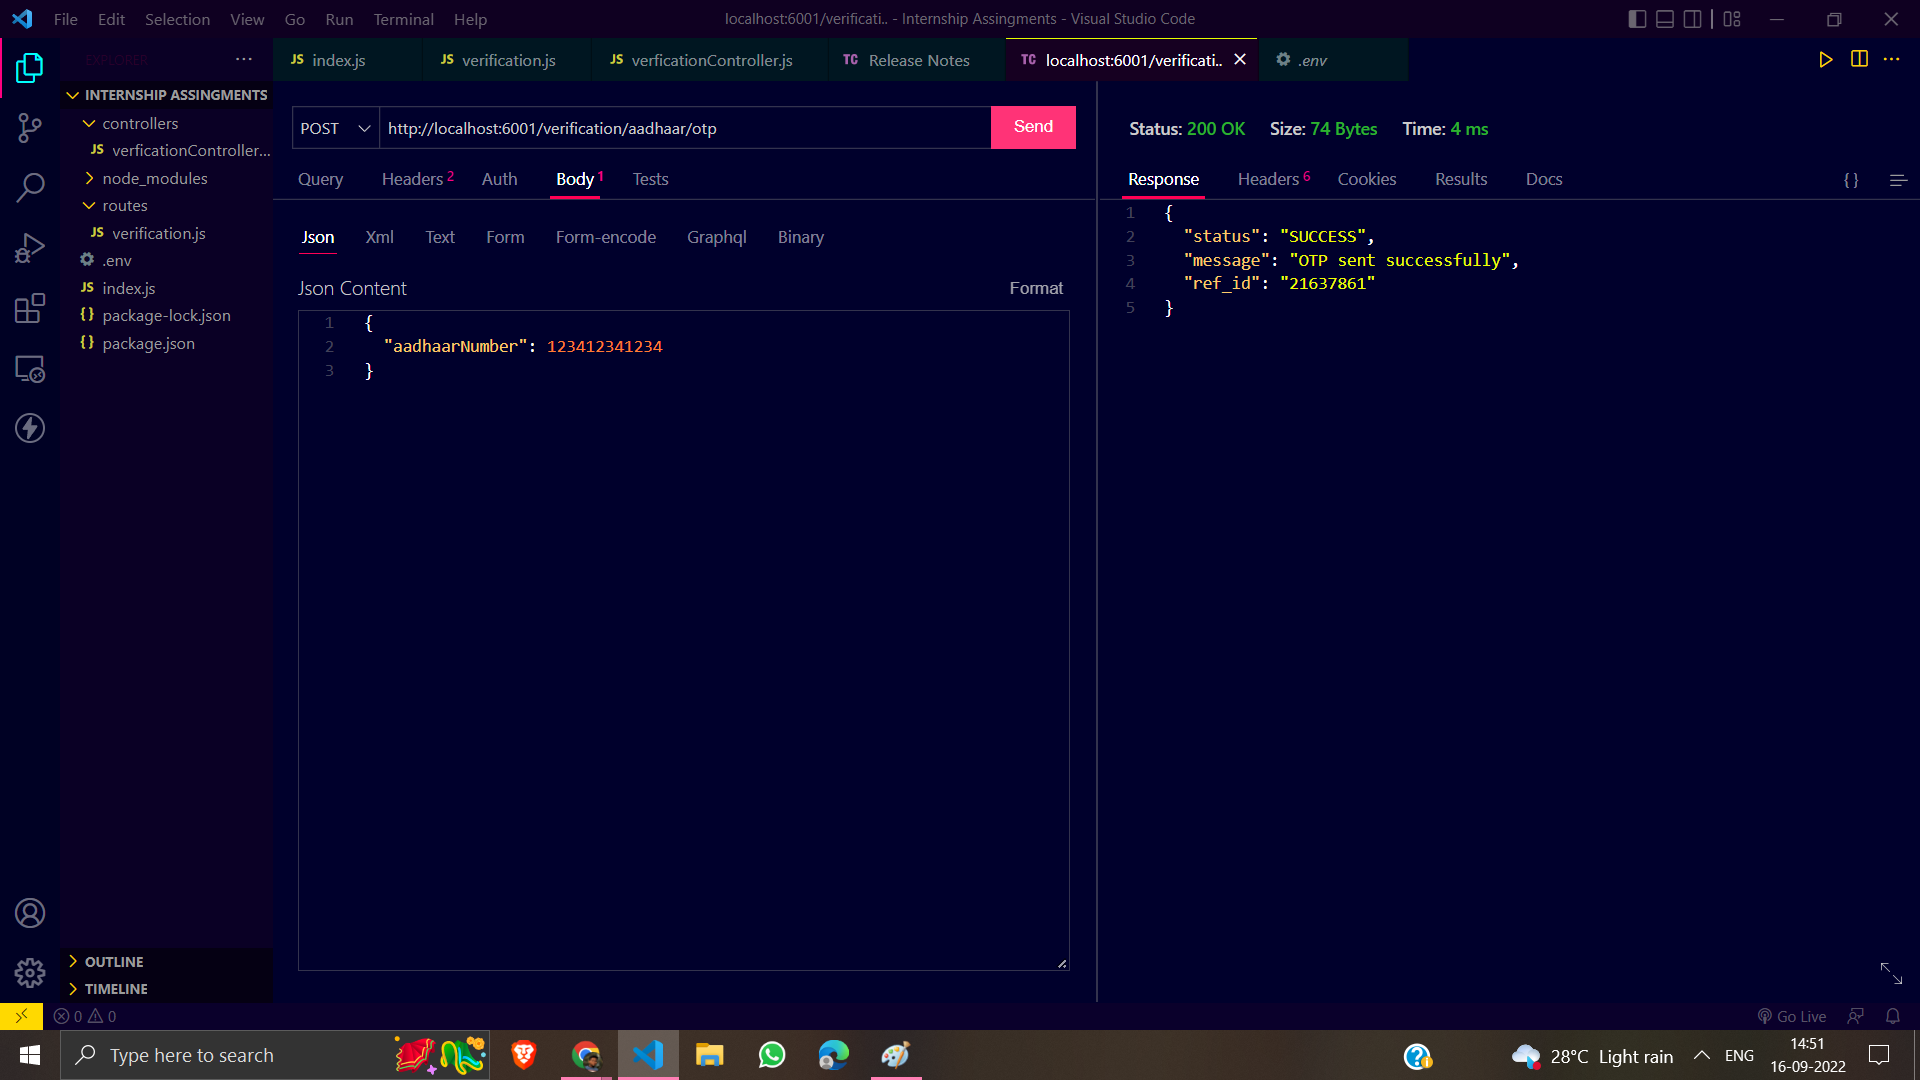 File Edit Selection View Go Run Terminal Help
localhost:6001/verificati.. - Internship Assingments - Visual Studio Code
EXPLORER ···
JS index.js
JS verification.js
JS verficationController.js
TC Release Notes
TC localhost:6001/verificati..
.env
INTERNSHIP ASSINGMENTS
controllers
JS verficationController...
node_modules
routes
JS verification.js
.env
JS index.js
{} package-lock.json
{} package.json
OUTLINE
TIMELINE
POST http://localhost:6001/verification/aadhaar/otp Send
Query Headers 2 Auth Body 1 Tests
Json Xml Text Form Form-encode Graphql Binary
Json Content Format
1 {
2 "aadhaarNumber": 123412341234
3 }
Status: 200 OK Size: 74 Bytes Time: 4 ms
Response Headers 6 Cookies Results Docs {}
1 {
2 "status": "SUCCESS",
3 "message": "OTP sent successfully",
4 "ref_id": "21637861"
5 }
0 0 Go Live
Type here to search
28°C Light rain ENG
14:51
16-09-2022